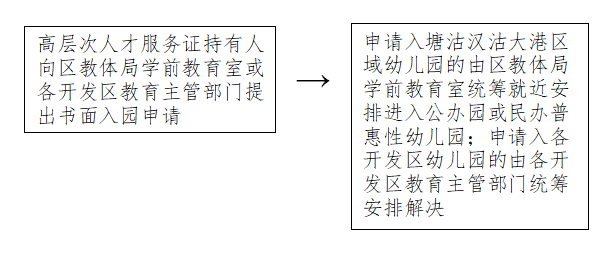 高层次人才服务证持有人
向区教体局学前教育室或
各开发区教育主管部门提
出书面入园申请
申请入塘沽汉沽大港区
域幼儿园的由区教体局
学前教育室统筹就近安
排进入公办园或民办普
惠性幼儿园；申请入各
开发区幼儿园的由各开
发区教育主管部门统筹
安排解决